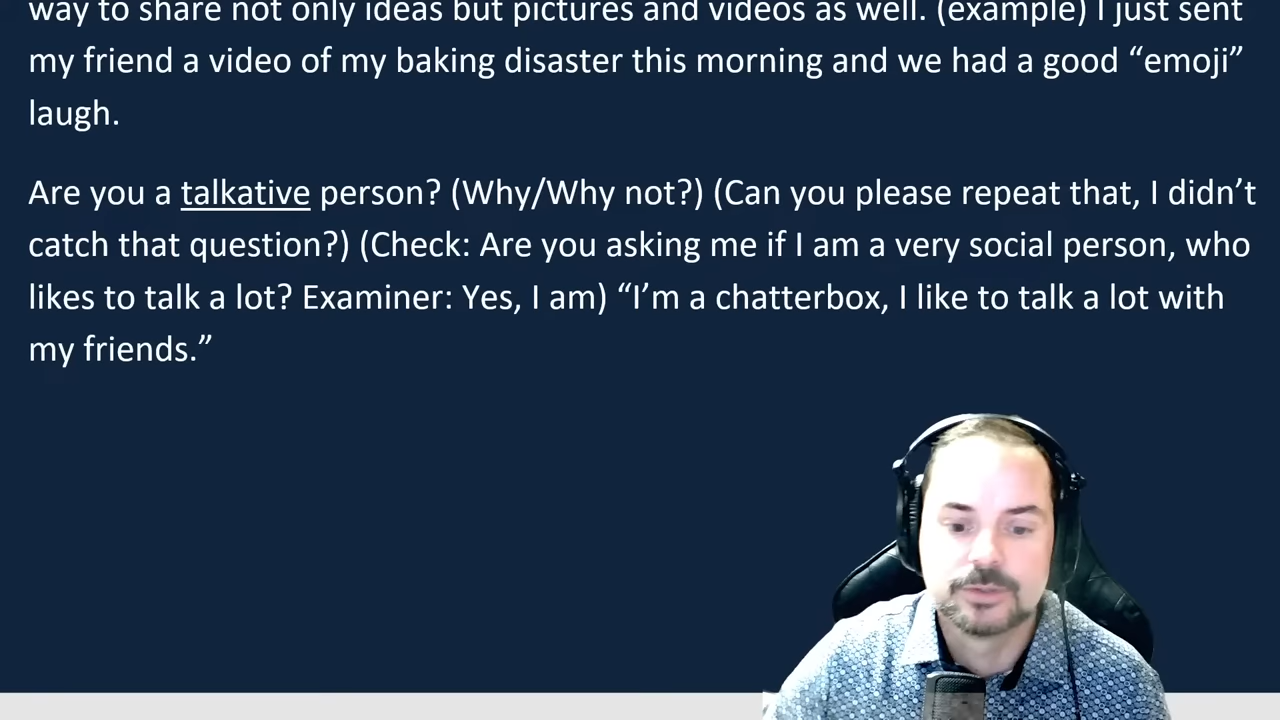 way to share not only ideas but pictures and videos as well. (example) I just sent
my friend a video of my baking disaster this morning and we had a good “emoji”
laugh.
Are you a talkative person? (Why/Why not?) (Can you please repeat that, I didn’t
catch that question?) (Check: Are you asking me if I am a very social person, who
likes to talk a lot? Examiner: Yes, I am) “I’m a chatterbox, I like to talk a lot with
my friends.”